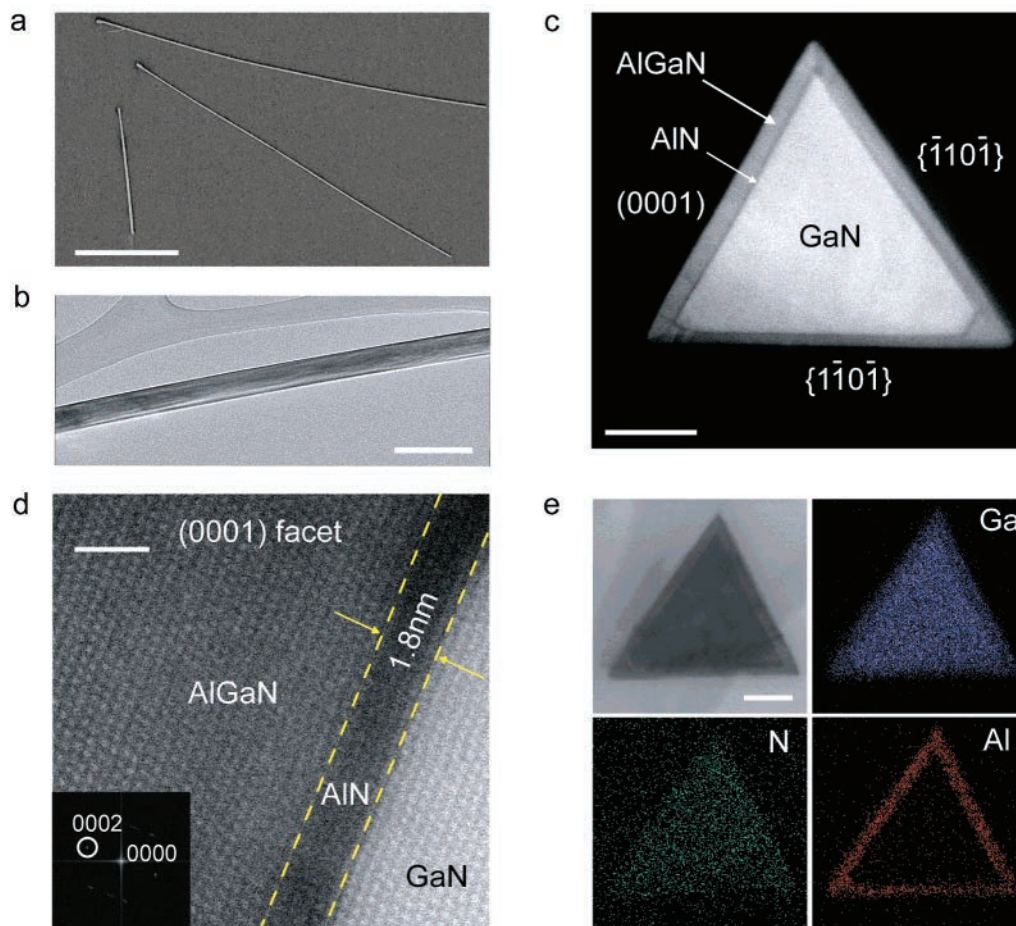 a
b
c
AlGaN
AlN
(0001)
GaN
{1̄101̄}
{11̄01̄}
d
(0001) facet
1.8nm
AlGaN
AlN
GaN
0002
0000
e
Ga
N
Al